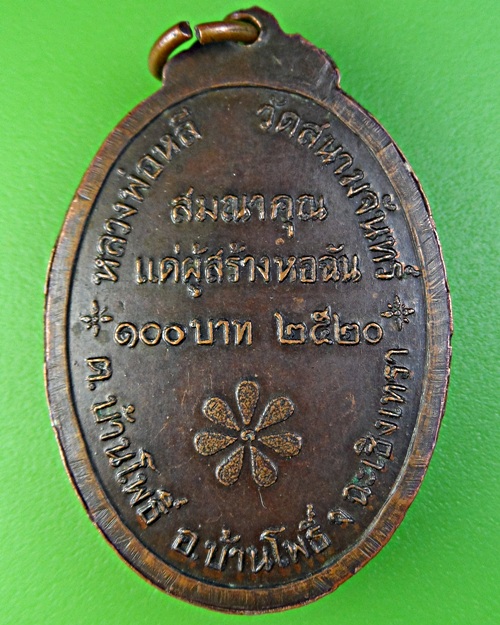 หลวงพ่อหลี วัดสนามจันทร์
สมณาคุณ
แด่ผู้สร้างหอฉัน
๑๐๐ บาท ๒๕๒๐
ต. บ้านโพธิ์ อ. บ้านโพธิ์ จ ฉะเชิงเทรา